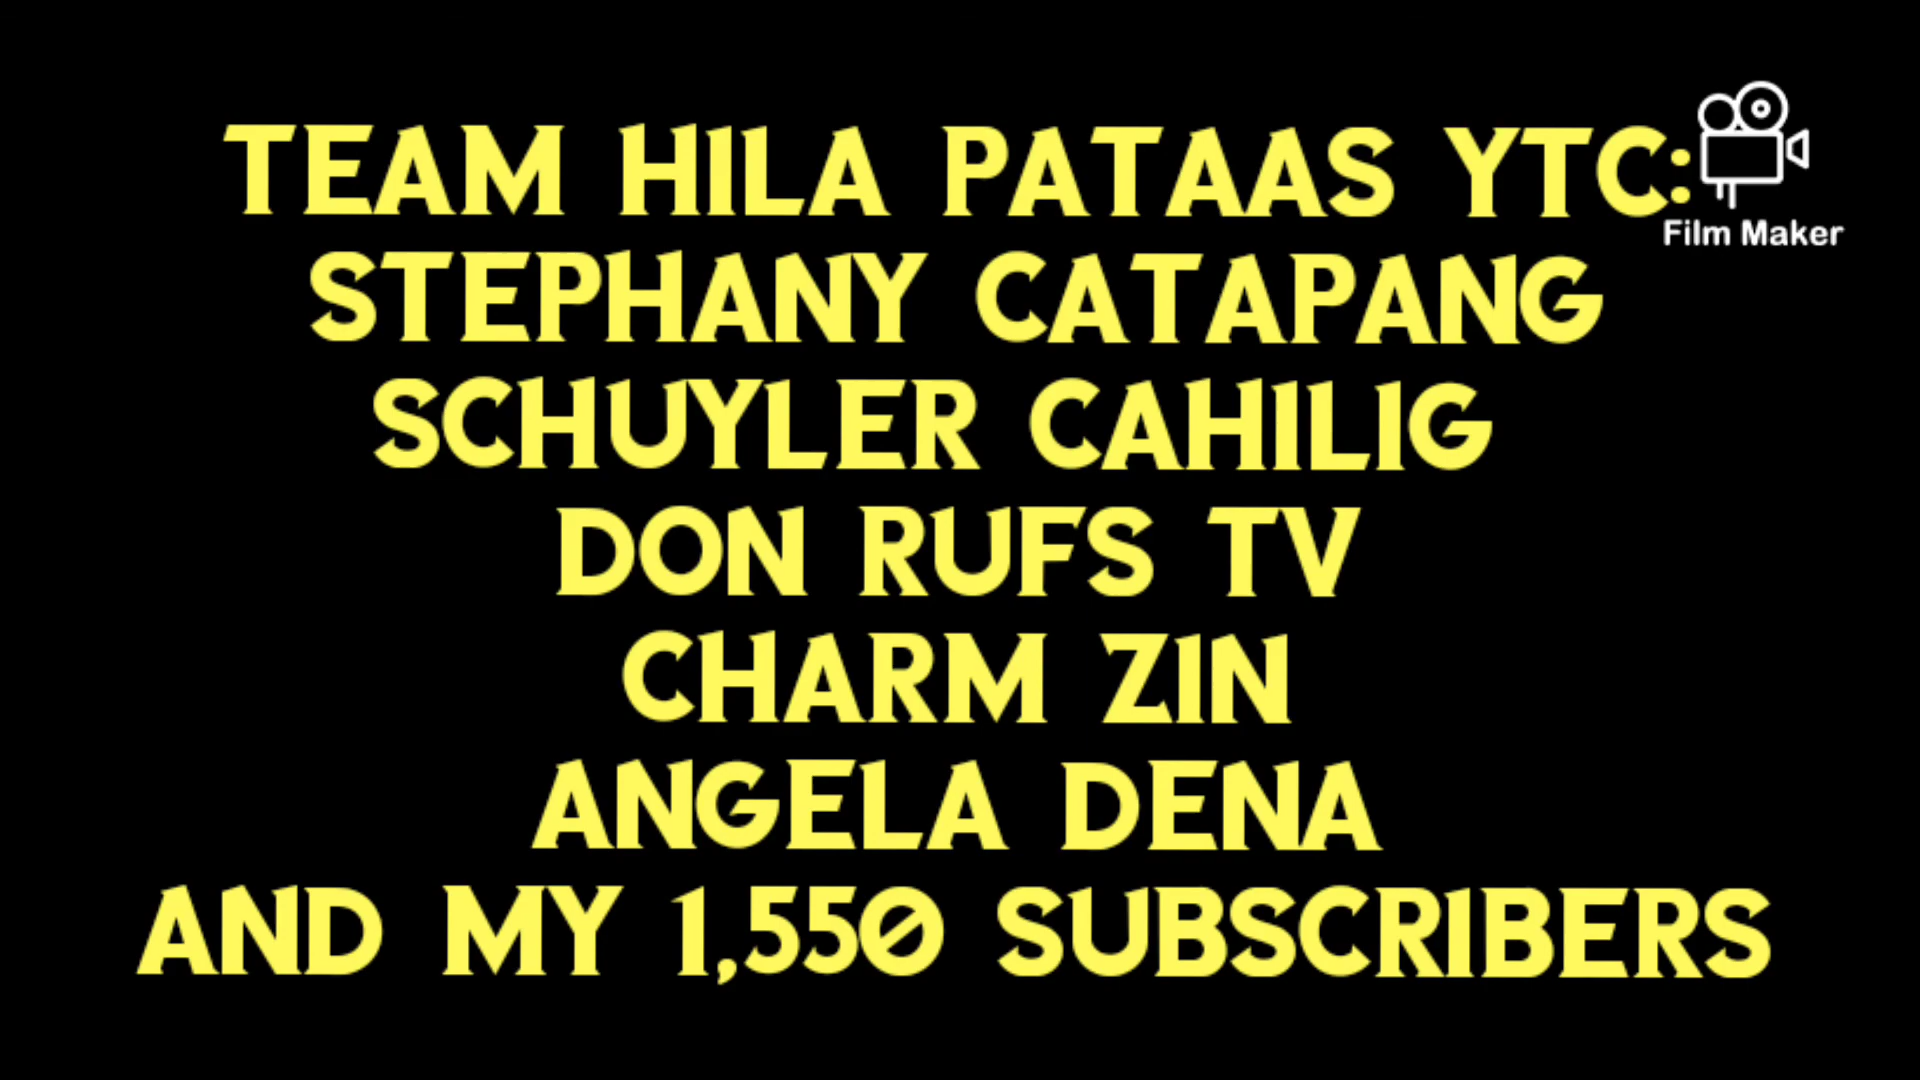 TEAM HILA PATAAS YTC:
Film Maker
STEPHANY CATAPANG
SCHUYLER CAHILIG
DON RUFS TV
CHARM ZIN
ANGELA DENA
AND MY 1,550 SUBSCRIBERS